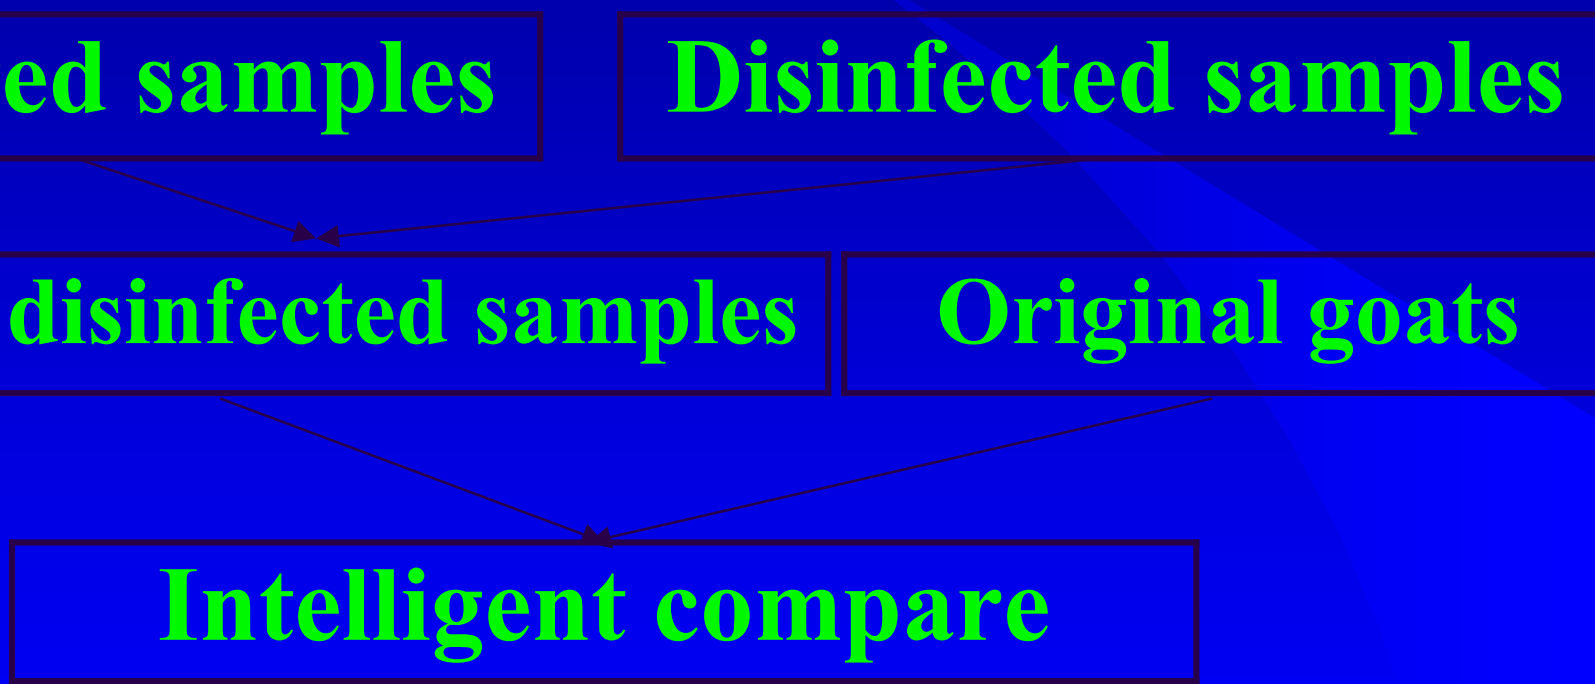 ed samples
Disinfected samples
disinfected samples
Original goats
Intelligent compare